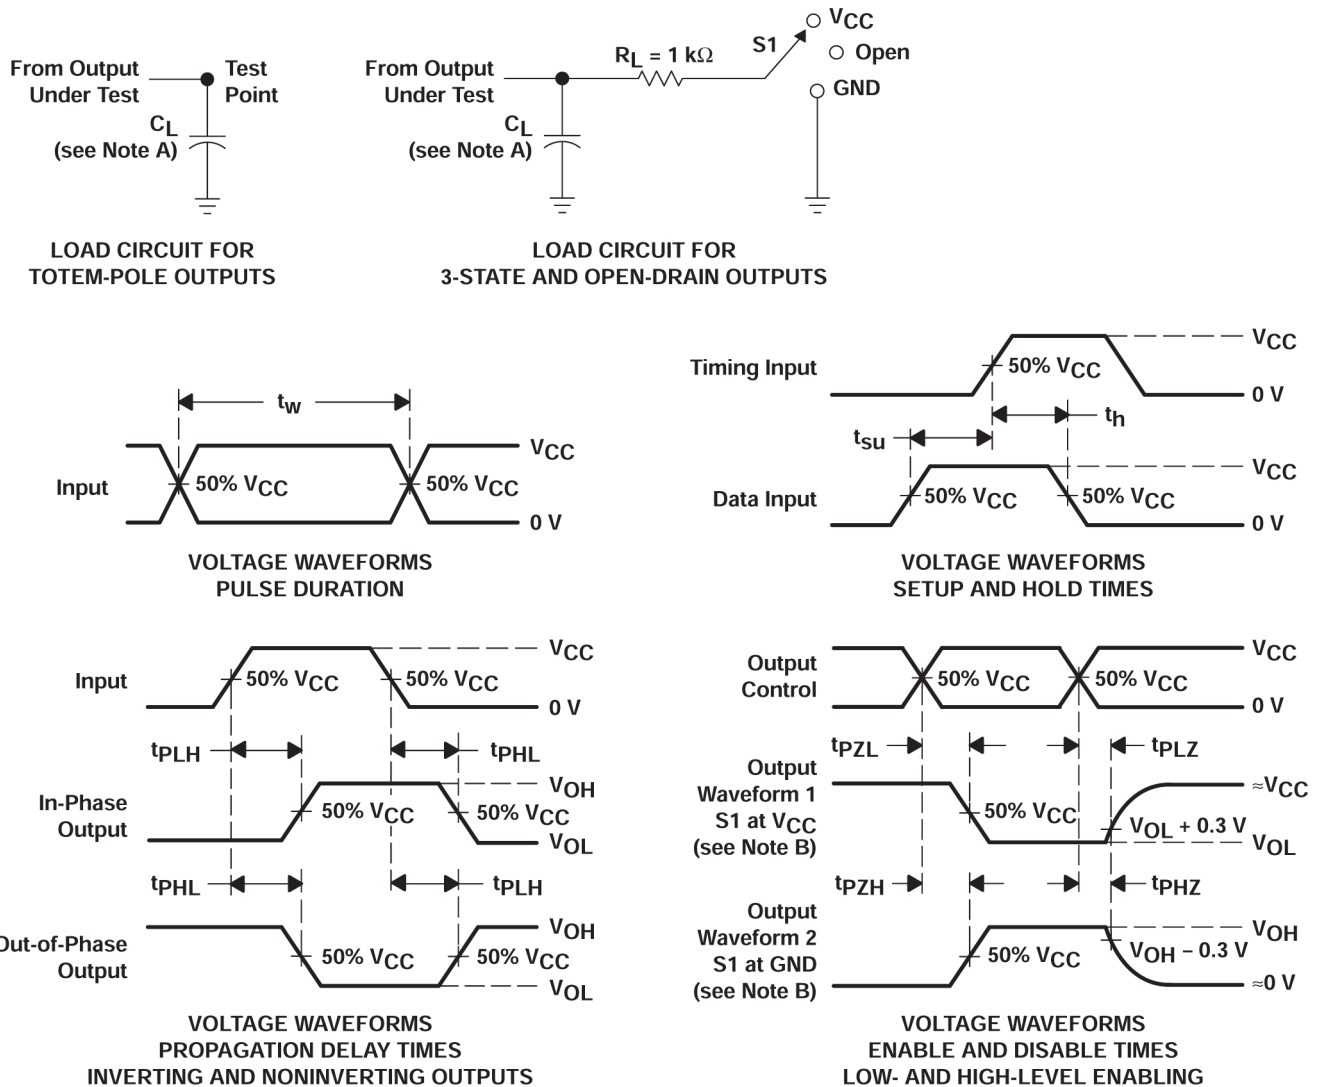 From Output
Under Test
Test
Point
CL
(see Note A)
LOAD CIRCUIT FOR
TOTEM-POLE OUTPUTS
From Output
Under Test
RL = 1 kΩ
S1
VCC
Open
GND
CL
(see Note A)
LOAD CIRCUIT FOR
3-STATE AND OPEN-DRAIN OUTPUTS
tw
Input
50% VCC
50% VCC
VCC
0 V
VOLTAGE WAVEFORMS
PULSE DURATION
Timing Input
50% VCC
VCC
0 V
th
tsu
Data Input
50% VCC
50% VCC
VCC
0 V
VOLTAGE WAVEFORMS
SETUP AND HOLD TIMES
Input
50% VCC
50% VCC
VCC
0 V
tPLH
tPHL
In-Phase
Output
50% VCC
50% VCC
VOH
VOL
tPHL
tPLH
Out-of-Phase
Output
50% VCC
50% VCC
VOH
VOL
VOLTAGE WAVEFORMS
PROPAGATION DELAY TIMES
INVERTING AND NONINVERTING OUTPUTS
Output
Control
50% VCC
50% VCC
VCC
0 V
tPZL
tPLZ
Output
Waveform 1
S1 at VCC
(see Note B)
50% VCC
VOL + 0.3 V
≈VCC
VOL
tPZH
tPHZ
Output
Waveform 2
S1 at GND
(see Note B)
50% VCC
VOH − 0.3 V
VOH
≈0 V
VOLTAGE WAVEFORMS
ENABLE AND DISABLE TIMES
LOW- AND HIGH-LEVEL ENABLING